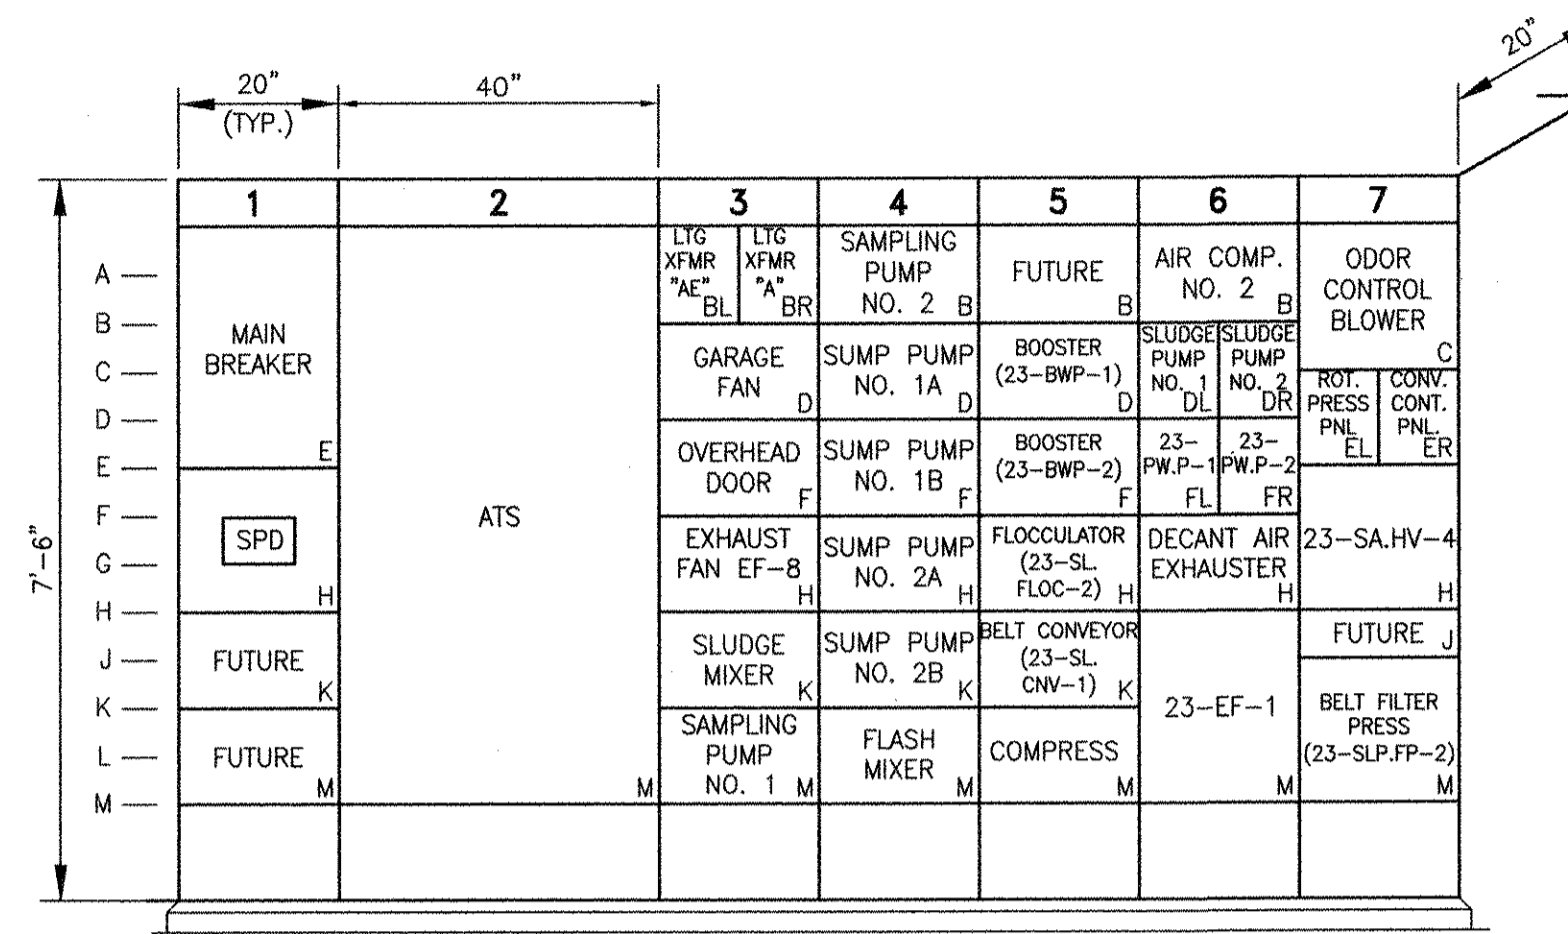 20"
(TYP.)
40"
20"
7'-6"
1
2
3
4
5
6
7
A
B
C
D
E
F
G
H
J
K
L
M
MAIN
BREAKER
E
SPD
H
FUTURE
K
FUTURE
M
ATS
M
LTG
XFMR
"AE"
BL
LTG
XFMR
"A"
BR
GARAGE
FAN
D
OVERHEAD
DOOR
F
EXHAUST
FAN EF-8
H
SLUDGE
MIXER
K
SAMPLING
PUMP
NO. 1
M
SAMPLING
PUMP
NO. 2
B
SUMP PUMP
NO. 1A
D
SUMP PUMP
NO. 1B
F
SUMP PUMP
NO. 2A
H
SUMP PUMP
NO. 2B
K
FLASH
MIXER
M
FUTURE
B
BOOSTER
(23-BWP-1)
D
BOOSTER
(23-BWP-2)
F
FLOCCULATOR
(23-SL.
FLOC-2)
H
BELT CONVEYOR
(23-SL.
CNV-1)
K
COMPRESS
M
AIR COMP.
NO. 2
B
SLUDGE
PUMP
NO. 1
DL
SLUDGE
PUMP
NO. 2
DR
23-
PW.P-1
FL
23-
PW.P-2
FR
DECANT AIR
EXHAUSTER
H
23-EF-1
M
ODOR
CONTROL
BLOWER
C
ROT.
PRESS
PNL
EL
CONV.
CONT.
PNL.
ER
23-SA.HV-4
H
FUTURE
J
BELT FILTER
PRESS
(23-SLP.FP-2)
M